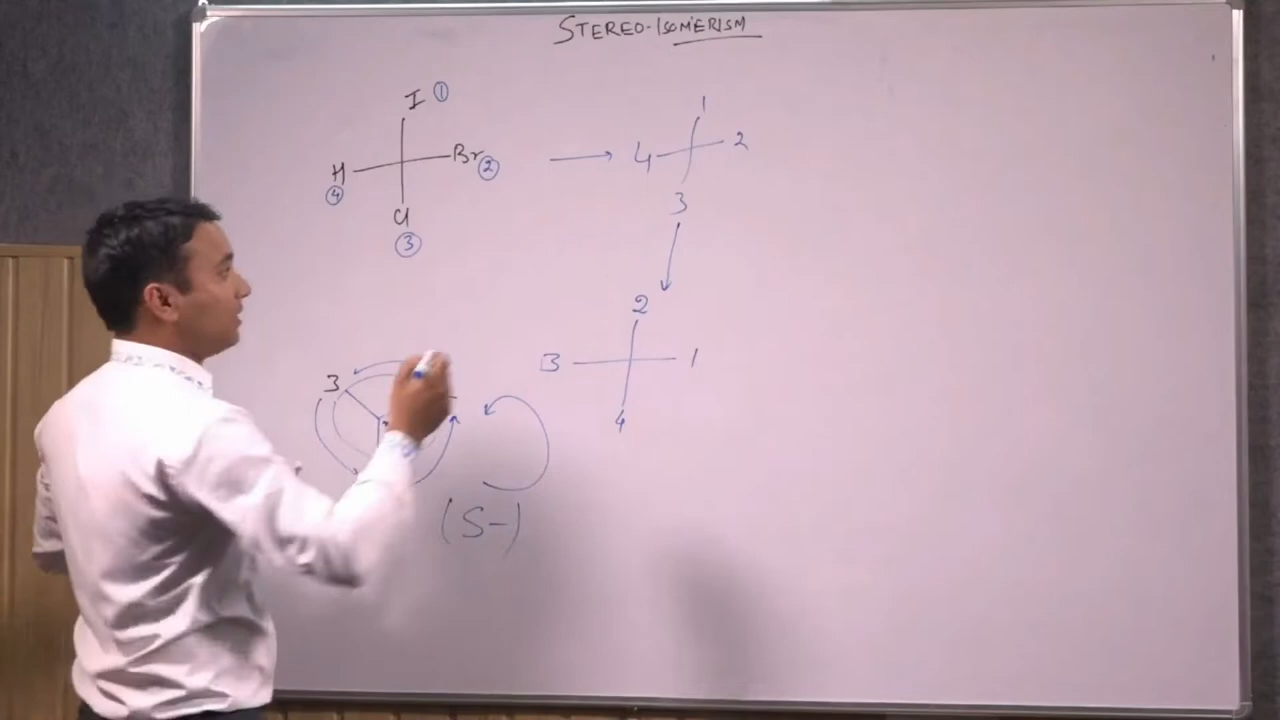 STEREO-ISOMERISM
I ①
H Br ②
④
Cl
③
1
4 2
3
2
3 1
4
3
(S-)